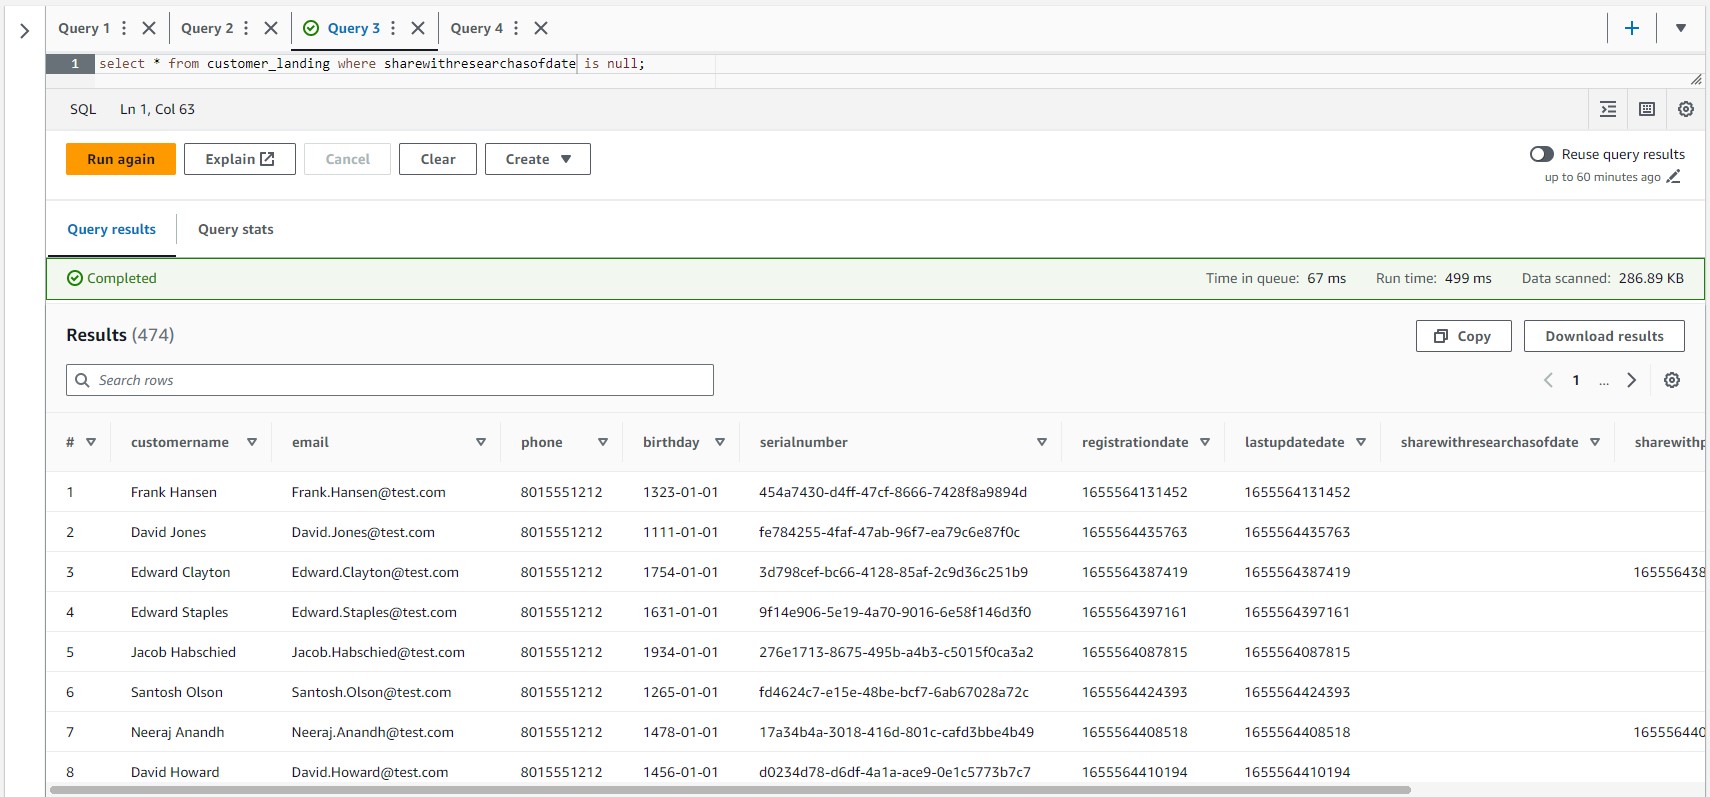 Query 1 Query 2 Query 3 Query 4
1 select * from customer_landing where sharewithresearchasofdate is null;
SQL Ln 1, Col 63
Run again Explain Cancel Clear Create
Reuse query results
up to 60 minutes ago
Query results Query stats
Completed Time in queue: 67 ms Run time: 499 ms Data scanned: 286.89 KB
Results (474) Copy Download results
Search rows 1 ...
# customername email phone birthday serialnumber registrationdate lastupdatedate sharewithresearchasofdate sharewithp
1 Frank Hansen Frank.Hansen@test.com 8015551212 1323-01-01 454a7430-d4ff-47cf-8666-7428f8a9894d 1655564131452 1655564131452
2 David Jones David.Jones@test.com 8015551212 1111-01-01 fe784255-4faf-47ab-96f7-ea79c6e87f0c 1655564435763 1655564435763
3 Edward Clayton Edward.Clayton@test.com 8015551212 1754-01-01 3d798cef-bc66-4128-85af-2c9d36c251b9 1655564387419 1655564387419 165556438
4 Edward Staples Edward.Staples@test.com 8015551212 1631-01-01 9f14e906-5e19-4a70-9016-6e58f146d3f0 1655564397161 1655564397161
5 Jacob Habschied Jacob.Habschied@test.com 8015551212 1934-01-01 276e1713-8675-495b-a4b3-c5015f0ca3a2 1655564087815 1655564087815
6 Santosh Olson Santosh.Olson@test.com 8015551212 1265-01-01 fd4624c7-e15e-48be-bcf7-6ab67028a72c 1655564424393 1655564424393
7 Neeraj Anandh Neeraj.Anandh@test.com 8015551212 1478-01-01 17a34b4a-3018-416d-801c-cafd3bbe4b49 1655564408518 1655564408518 165556440
8 David Howard David.Howard@test.com 8015551212 1456-01-01 d0234d78-d6df-4a1a-ace9-0e1c5773b7c7 1655564410194 1655564410194